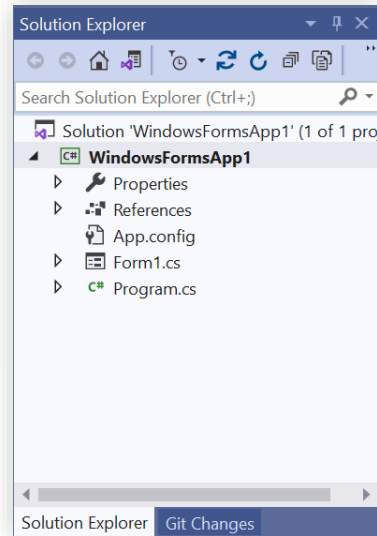 Solution Explorer
Search Solution Explorer (Ctrl+;)
Solution 'WindowsFormsApp1' (1 of 1 proj
C# WindowsFormsApp1
Properties
References
App.config
Form1.cs
C# Program.cs
Solution Explorer Git Changes